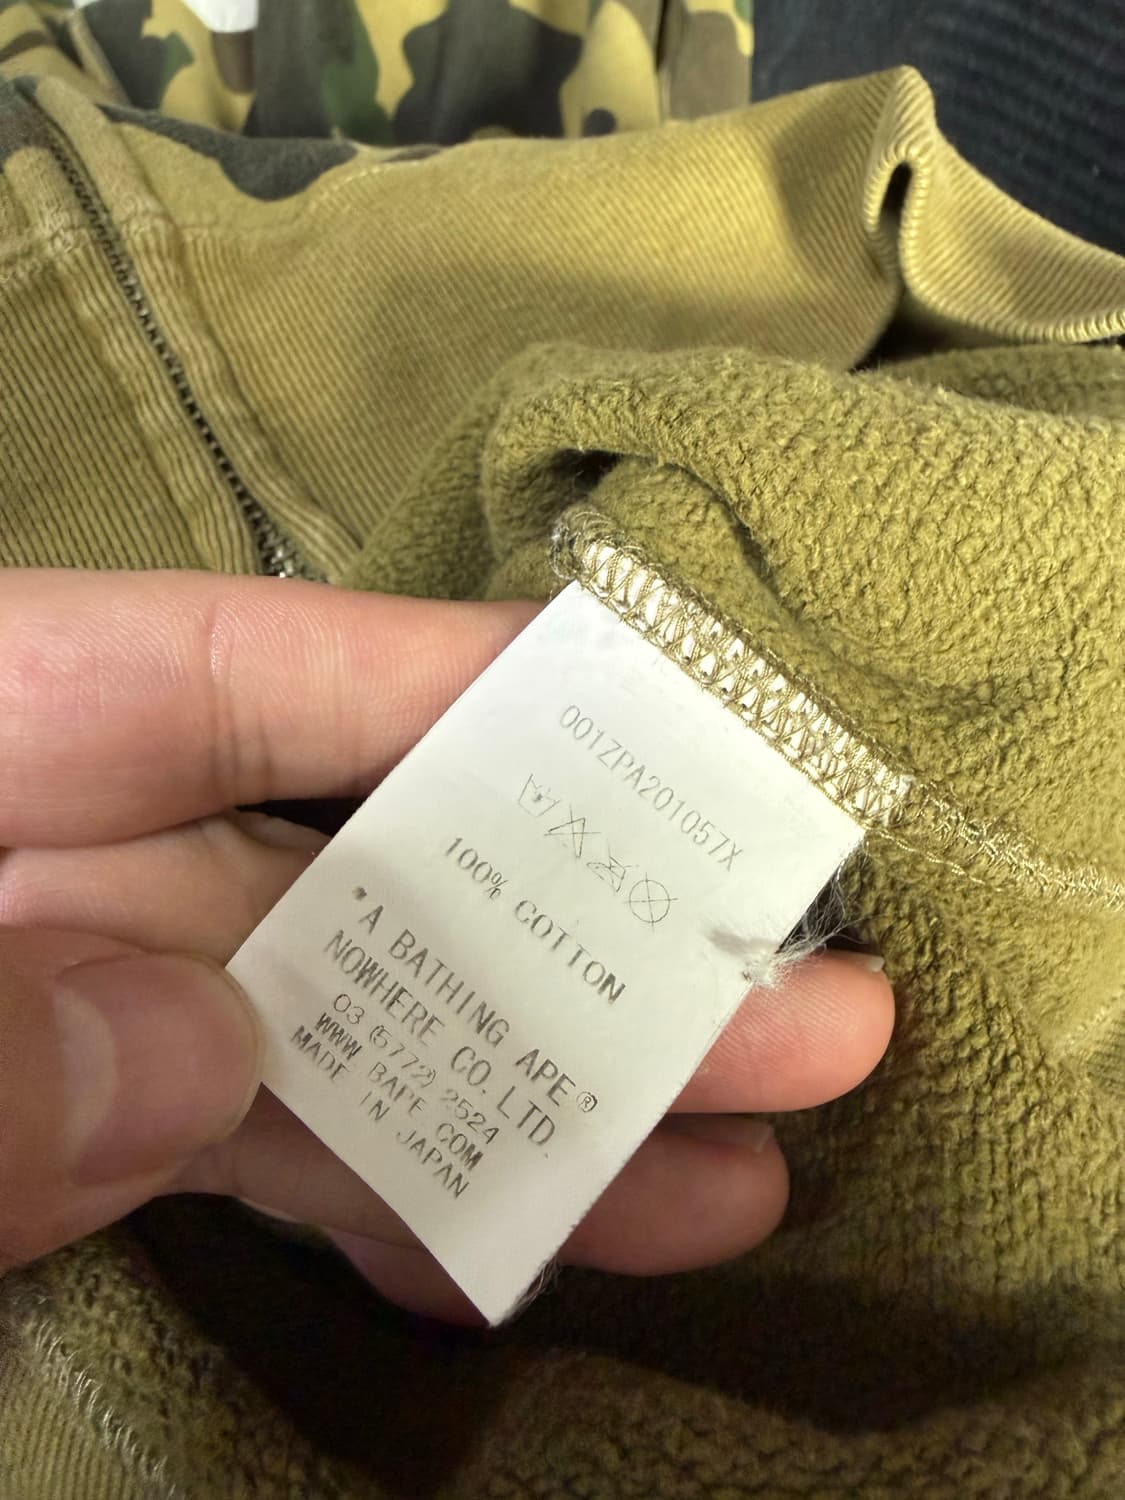 001ZPA201057X
100% COTTON
A BATHING APE®
NOWHERE CO. LTD.
03 (5772) 2524
WWW BAPE COM
MADE IN JAPAN